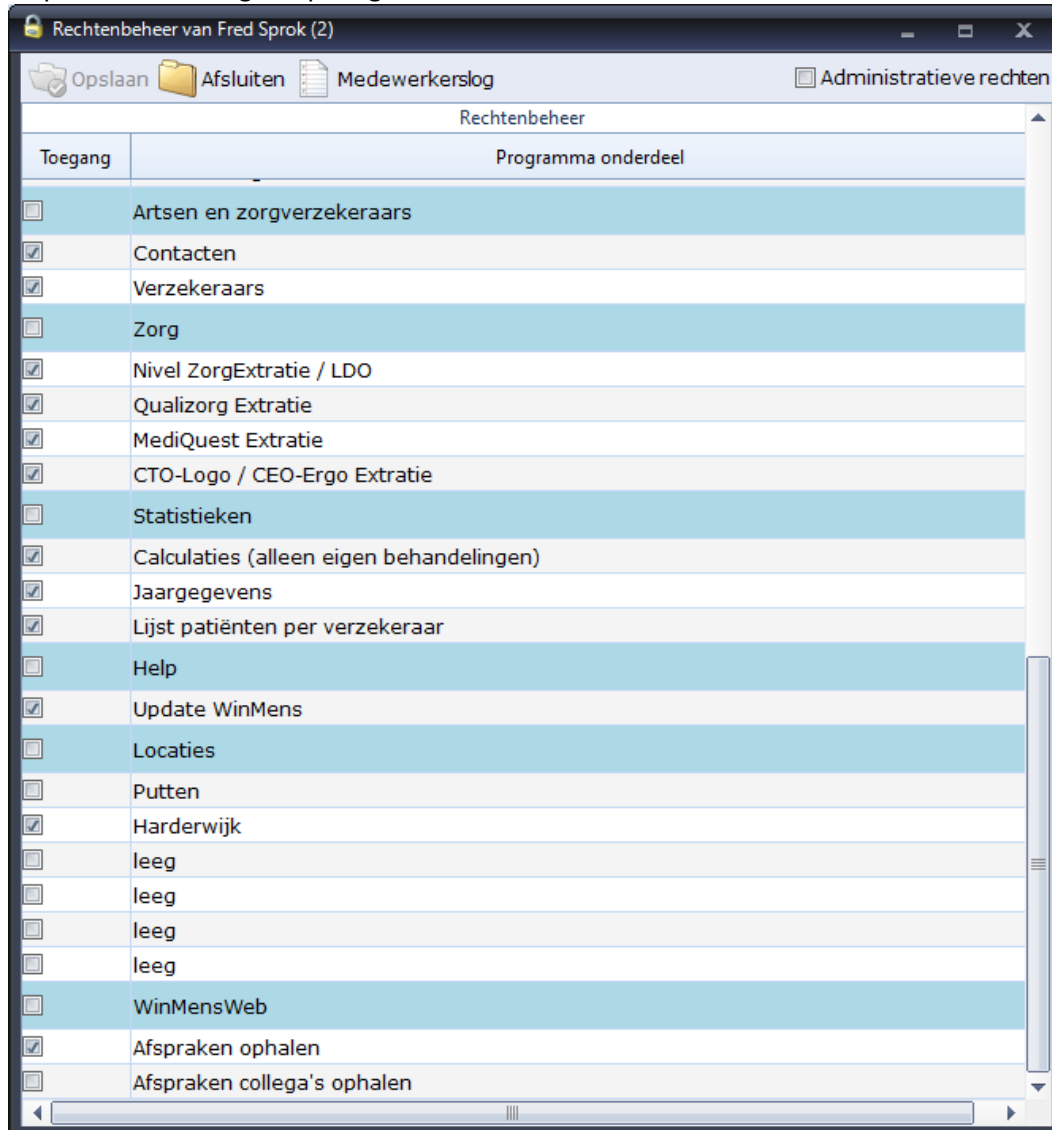 Rechtenbeheer van Fred Sprok (2)
Opslaan Afsluiten Medewerkerslog Administratieve rechten
Rechtenbeheer
Toegang Programma onderdeel
Artsen en zorgverzekeraars
Contacten
Verzekeraars
Zorg
Nivel ZorgExtratie / LDO
Qualizorg Extratie
MediQuest Extratie
CTO-Logo / CEO-Ergo Extratie
Statistieken
Calculaties (alleen eigen behandelingen)
Jaargegevens
Lijst patiënten per verzekeraar
Help
Update WinMens
Locaties
Putten
Harderwijk
leeg
leeg
leeg
leeg
WinMensWeb
Afspraken ophalen
Afspraken collega's ophalen